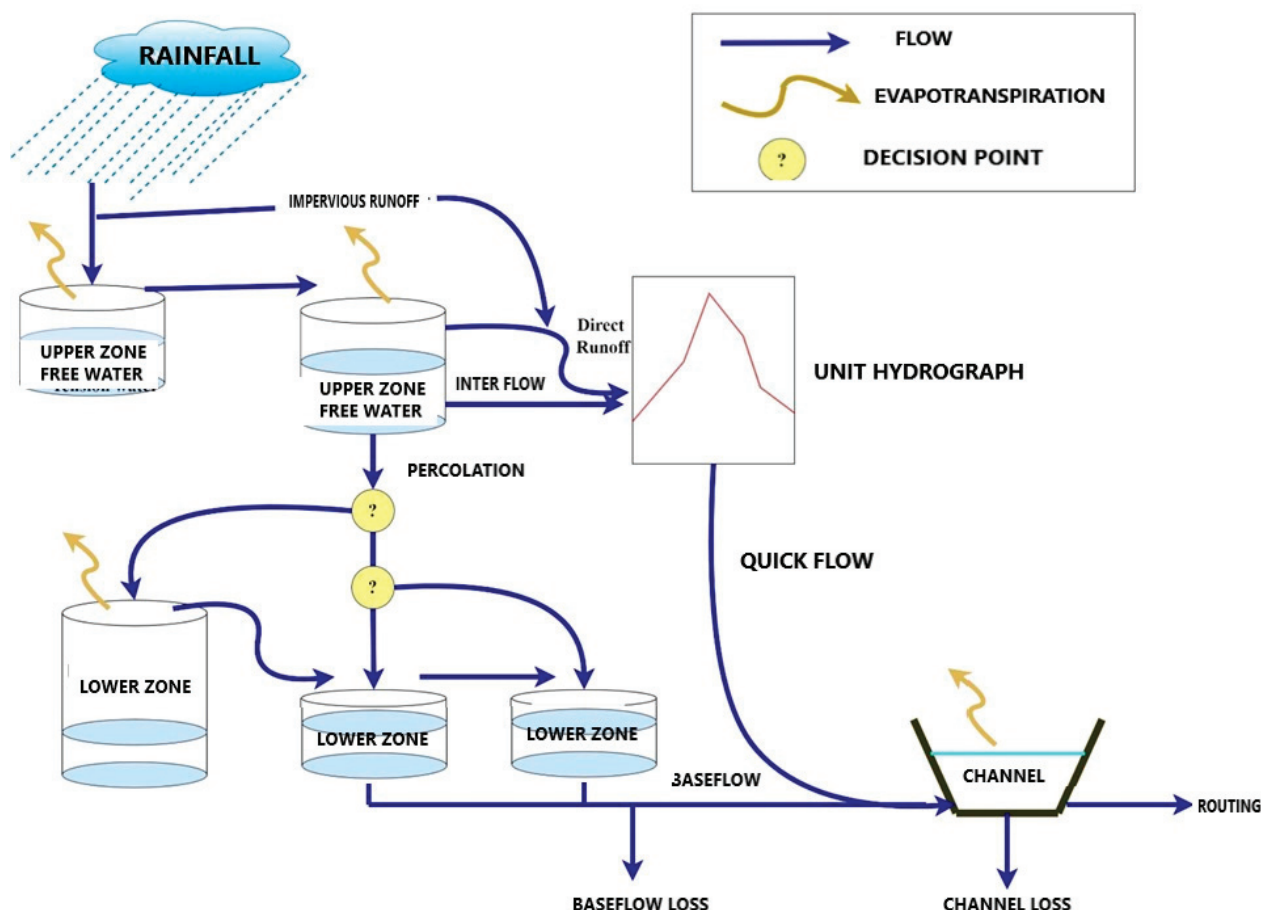 RAINFALL
FLOW
EVAPOTRANSPIRATION
?
DECISION POINT
IMPERVIOUS RUNOFF
UPPER ZONE
FREE WATER
UPPER ZONE
FREE WATER
Direct
Runoff
INTER FLOW
UNIT HYDROGRAPH
PERCOLATION
?
?
QUICK FLOW
LOWER ZONE
LOWER ZONE
LOWER ZONE
3ASEFLOW
CHANNEL
ROUTING
BASEFLOW LOSS
CHANNEL LOSS